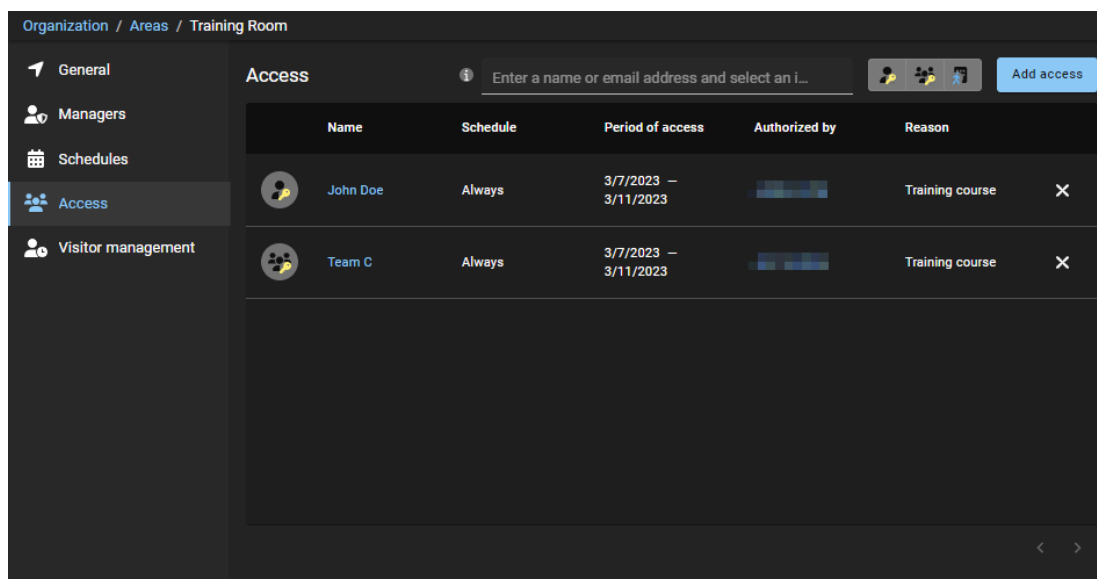 Organization / Areas / Training Room
General
Managers
Schedules
Access
Visitor management
Access
Enter a name or email address and select an i...
Add access
Name Schedule Period of access Authorized by Reason
John Doe Always 3/7/2023 – 3/11/2023 Training course
Team C Always 3/7/2023 – 3/11/2023 Training course